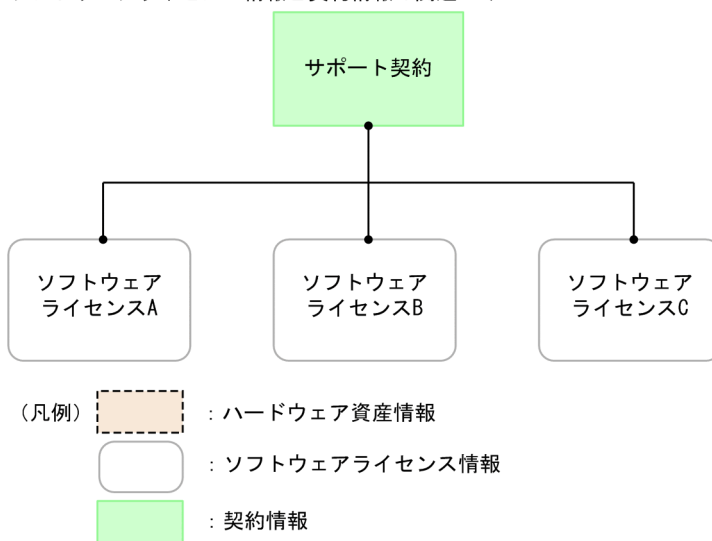 サポート契約
ソフトウェア
ライセンスA
ソフトウェア
ライセンスB
ソフトウェア
ライセンスC
（凡例）
：ハードウェア資産情報
：ソフトウェアライセンス情報
：契約情報